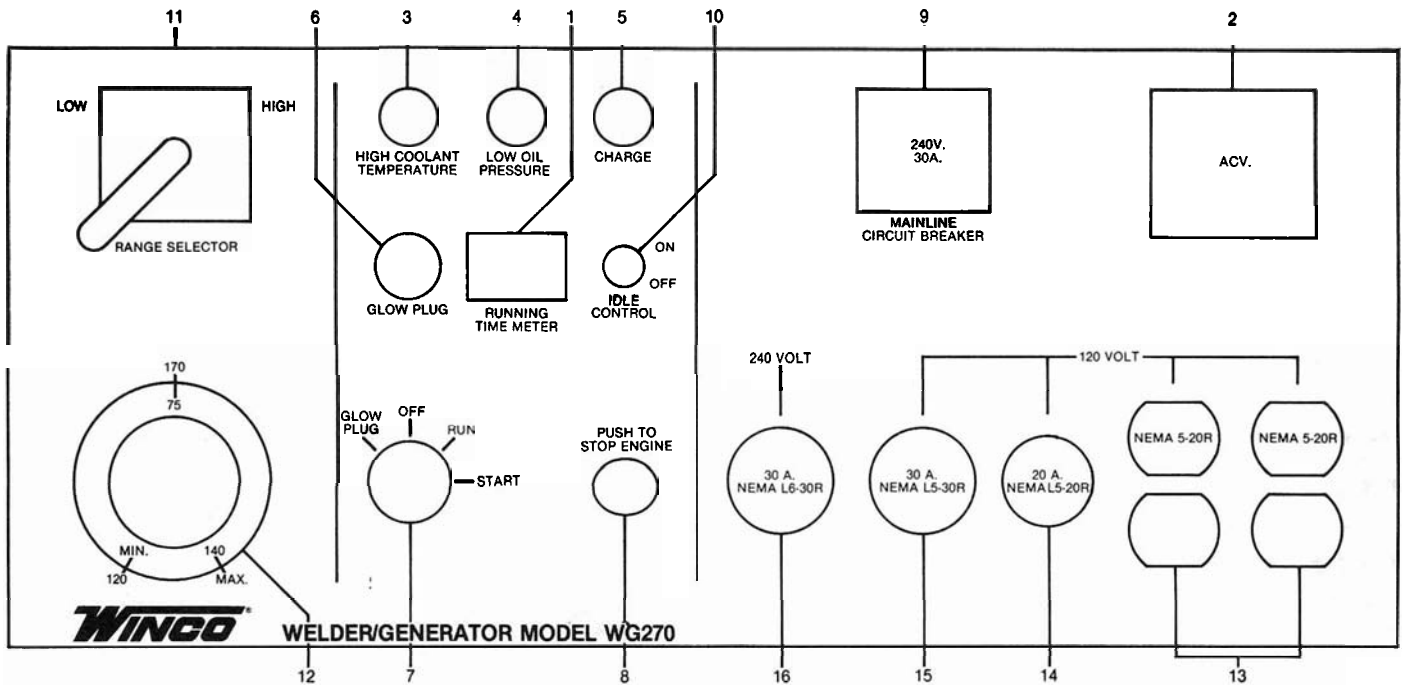 11
6
3
4
1
5
10
9
2
LOW
HIGH
RANGE SELECTOR
HIGH COOLANT
TEMPERATURE
LOW OIL
PRESSURE
CHARGE
240V.
30A.
MAINLINE
CIRCUIT BREAKER
ACV.
GLOW PLUG
RUNNING
TIME METER
ON
OFF
IDLE
CONTROL
170
75
MIN.
120
140
MAX.
GLOW
PLUG
OFF
RUN
START
PUSH TO
STOP ENGINE
240 VOLT
120 VOLT
30 A.
NEMA L6-30R
30 A.
NEMA L5-30R
20 A.
NEMA L5-20R
NEMA 5-20R
NEMA 5-20R
WINCO®
WELDER/GENERATOR MODEL WG270
12
7
8
16
15
14
13